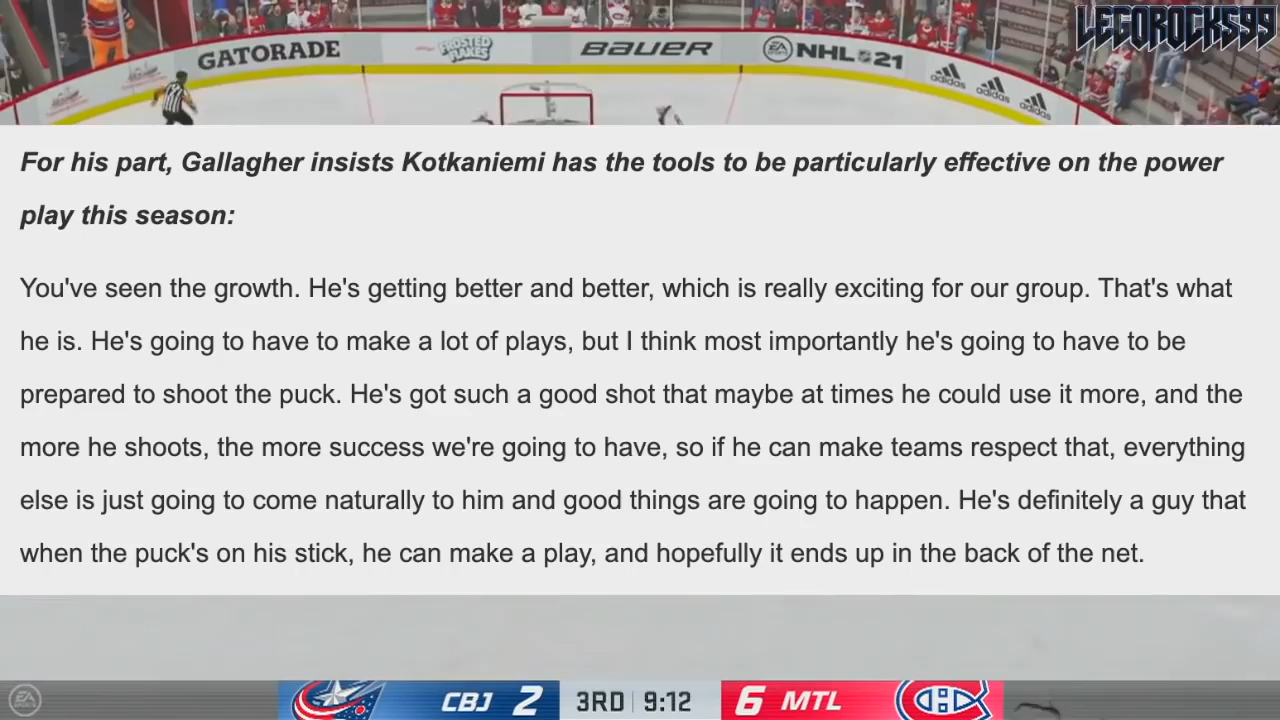 LEGOROCKS99
GATORADE
FROSTED FLAKES
BAUER
EA SPORTS NHL 21
adidas
adidas
adidas
For his part, Gallagher insists Kotkaniemi has the tools to be particularly effective on the power
play this season:
You've seen the growth. He's getting better and better, which is really exciting for our group. That's what
he is. He's going to have to make a lot of plays, but I think most importantly he's going to have to be
prepared to shoot the puck. He's got such a good shot that maybe at times he could use it more, and the
more he shoots, the more success we're going to have, so if he can make teams respect that, everything
else is just going to come naturally to him and good things are going to happen. He's definitely a guy that
when the puck's on his stick, he can make a play, and hopefully it ends up in the back of the net.
EA SPORTS
CBJ 2 3RD 9:12 6 MTL